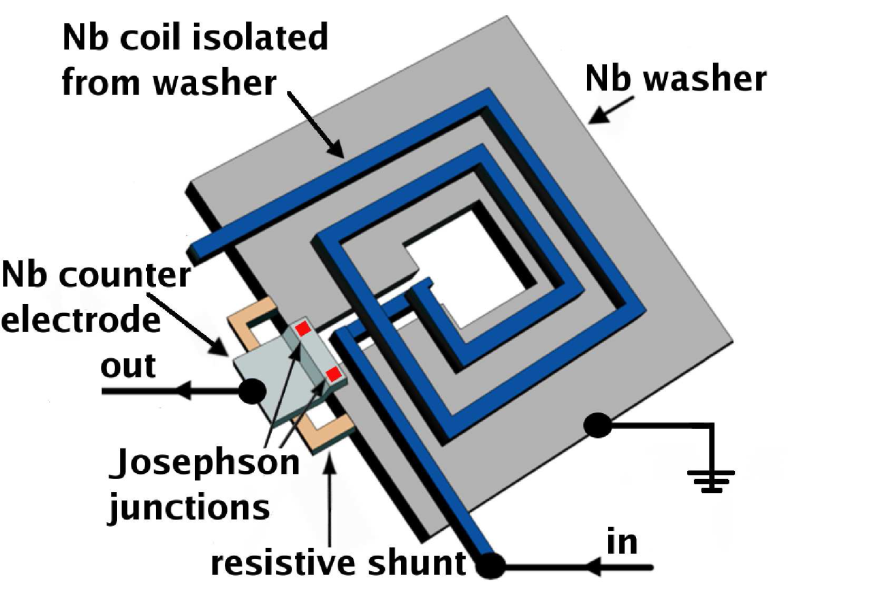 Nb coil isolated
from washer
Nb washer
Nb counter
electrode
out
Josephson
junctions
in
resistive shunt